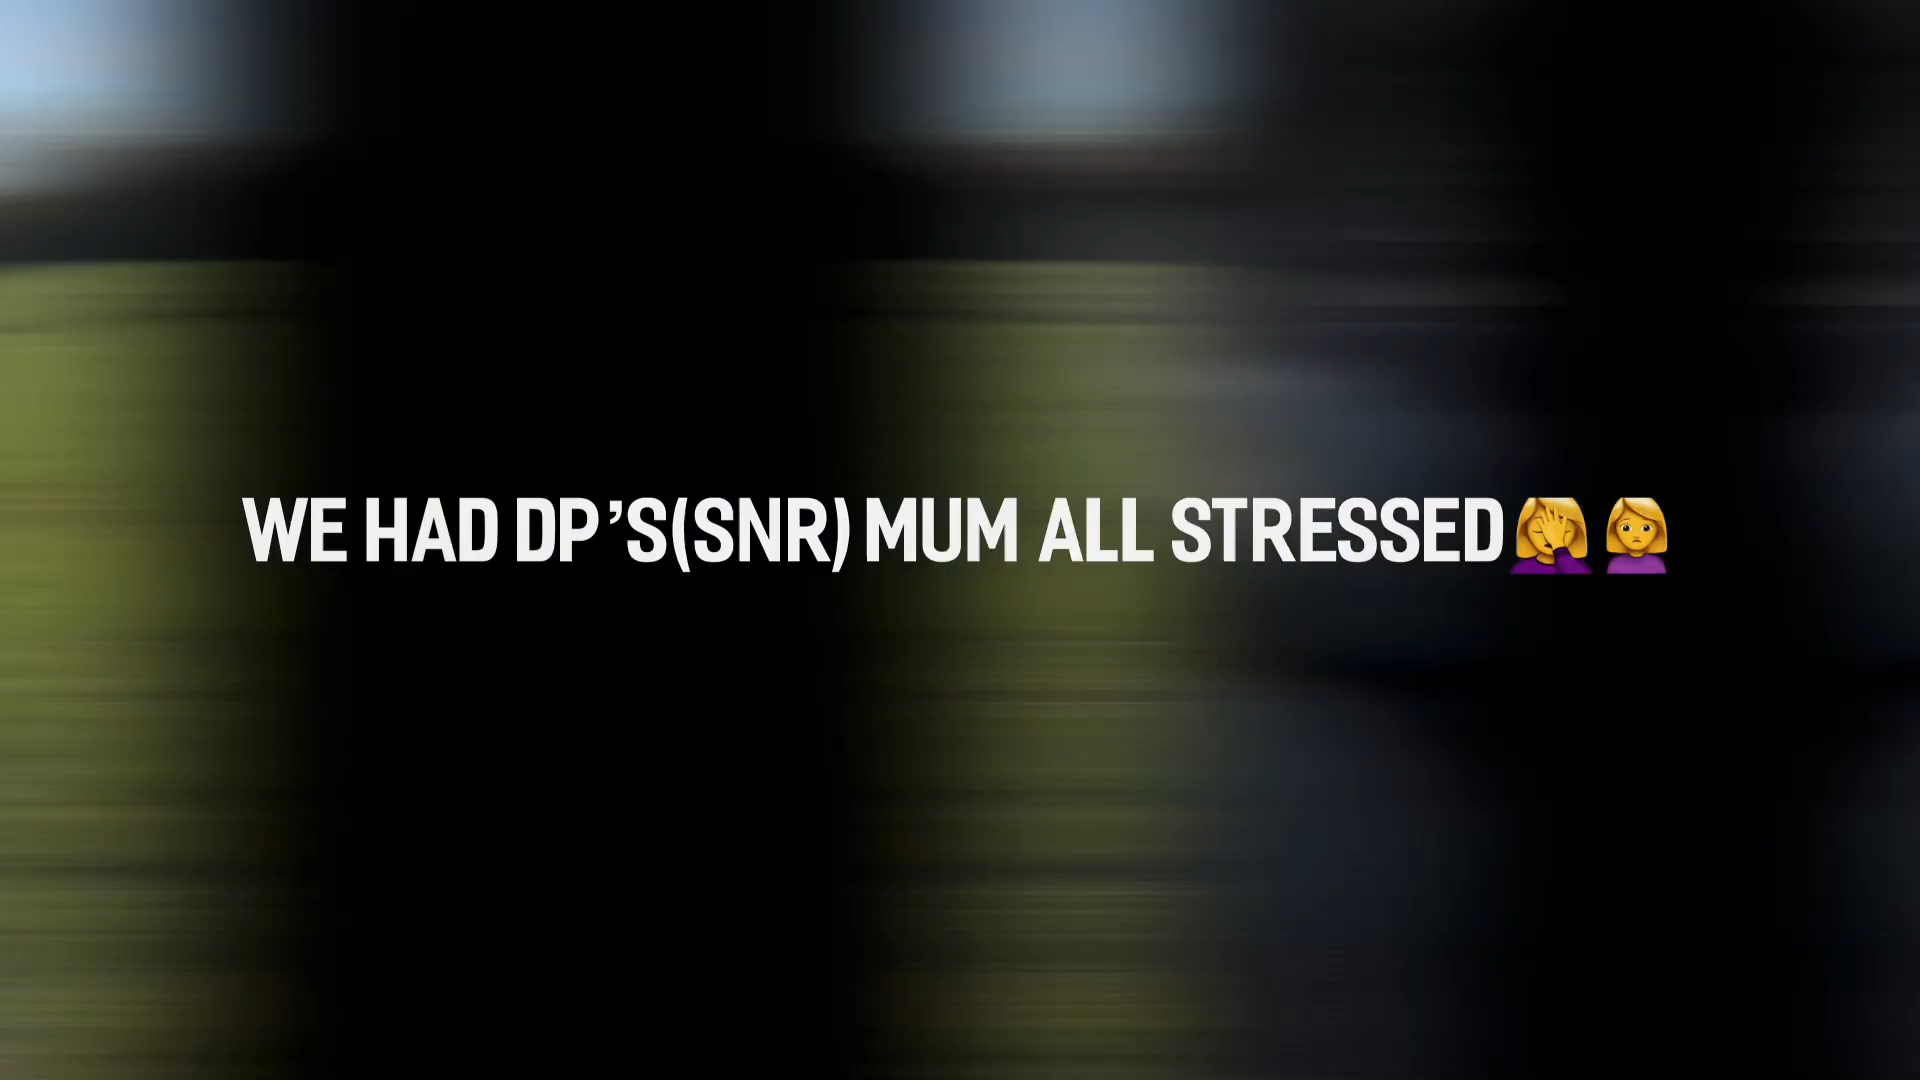 WE HAD DP'S(SNR) MUM ALL STRESSED🤦‍♀️🙍‍♀️